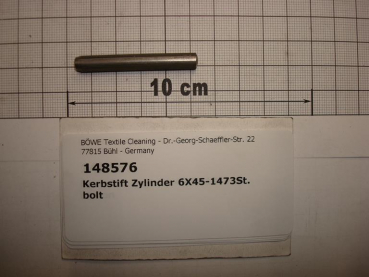 10 cm
BÖWE Textile Cleaning - Dr.-Georg-Schaeffler-Str. 22
77815 Bühl - Germany
148576
Kerbstift Zylinder 6X45-1473St.
bolt